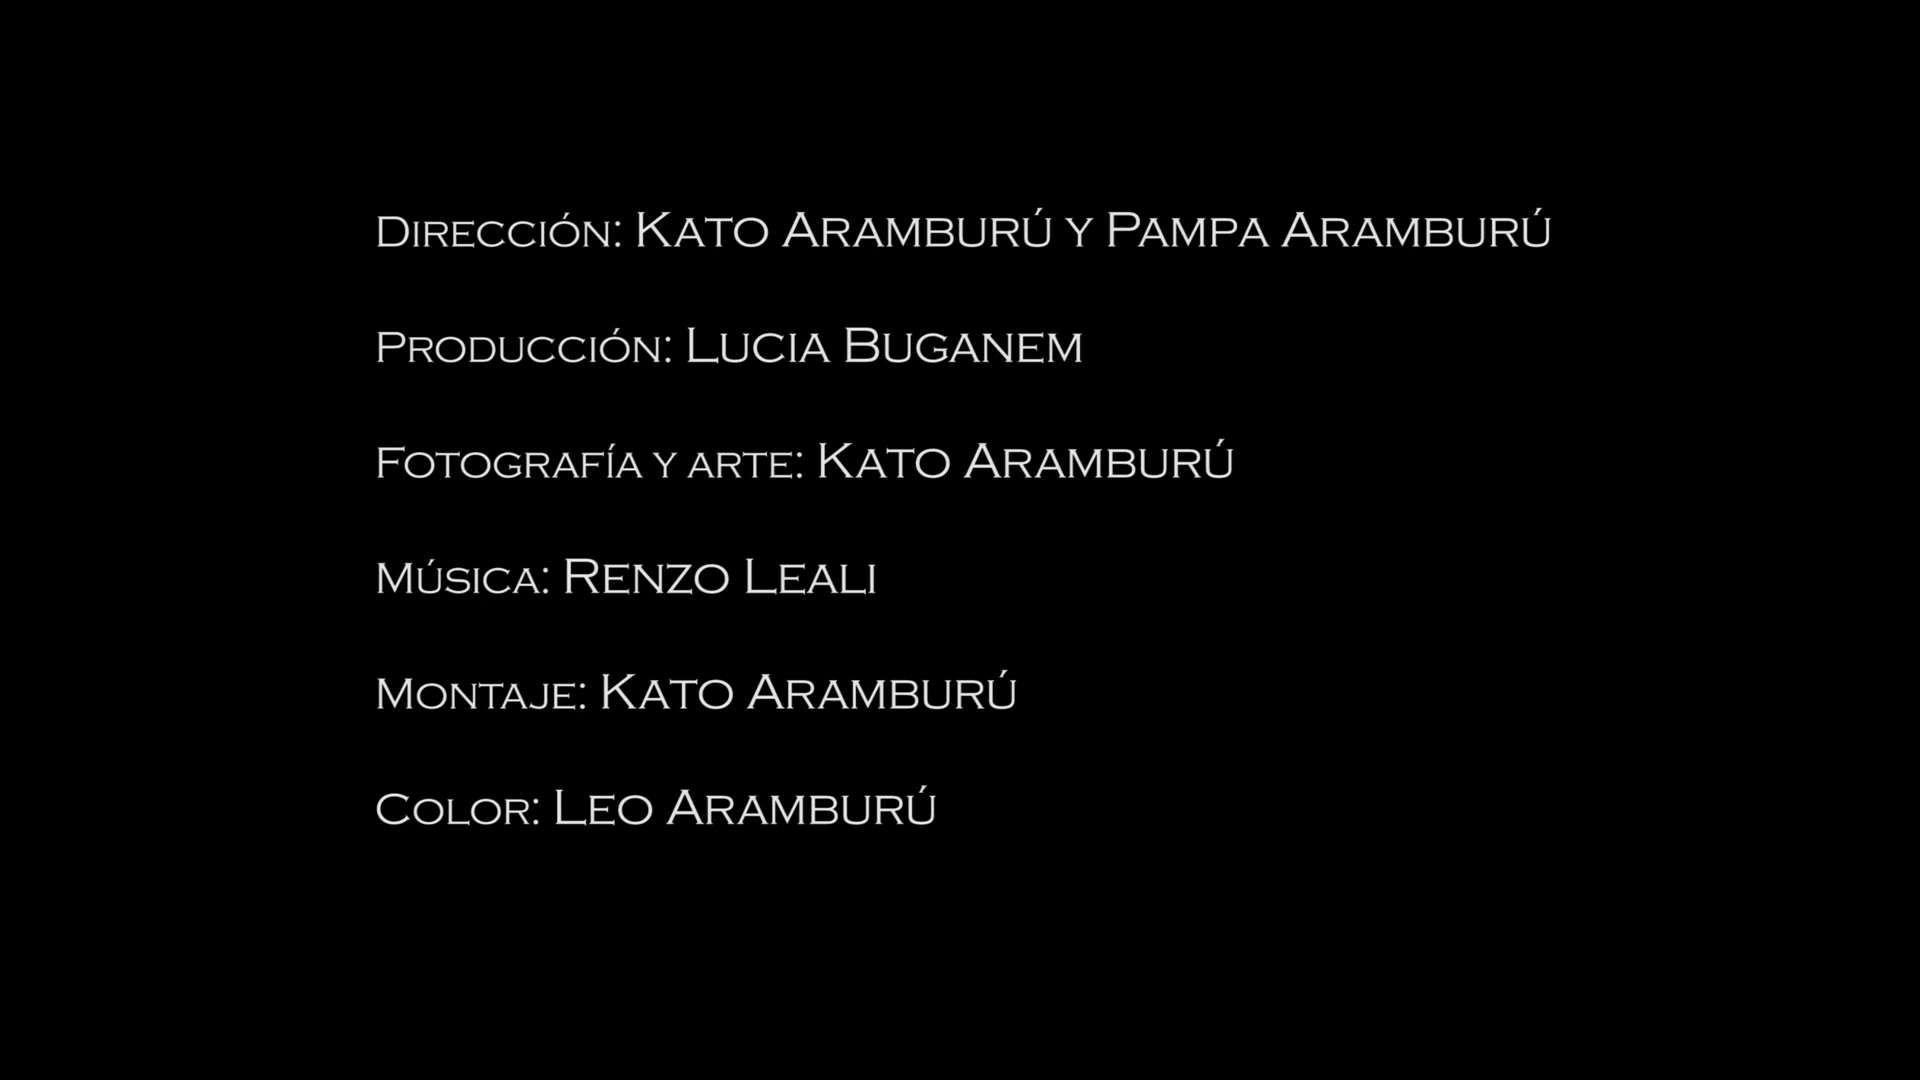 Dirección: Kato Aramburú y Pampa Aramburú
Producción: Lucia Buganem
Fotografía y arte: Kato Aramburú
Música: Renzo Leali
Montaje: Kato Aramburú
Color: Leo Aramburú